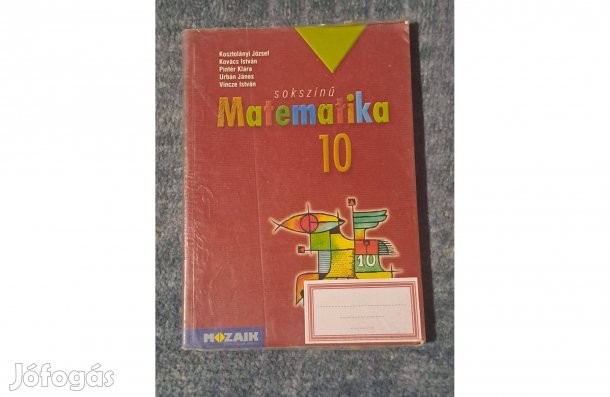 Kosztolányi József
Kovács István
Pintér Klára
Urbán János
Vincze István
sokszínű
Matematika
10
10
MOZAIK
Jófogás